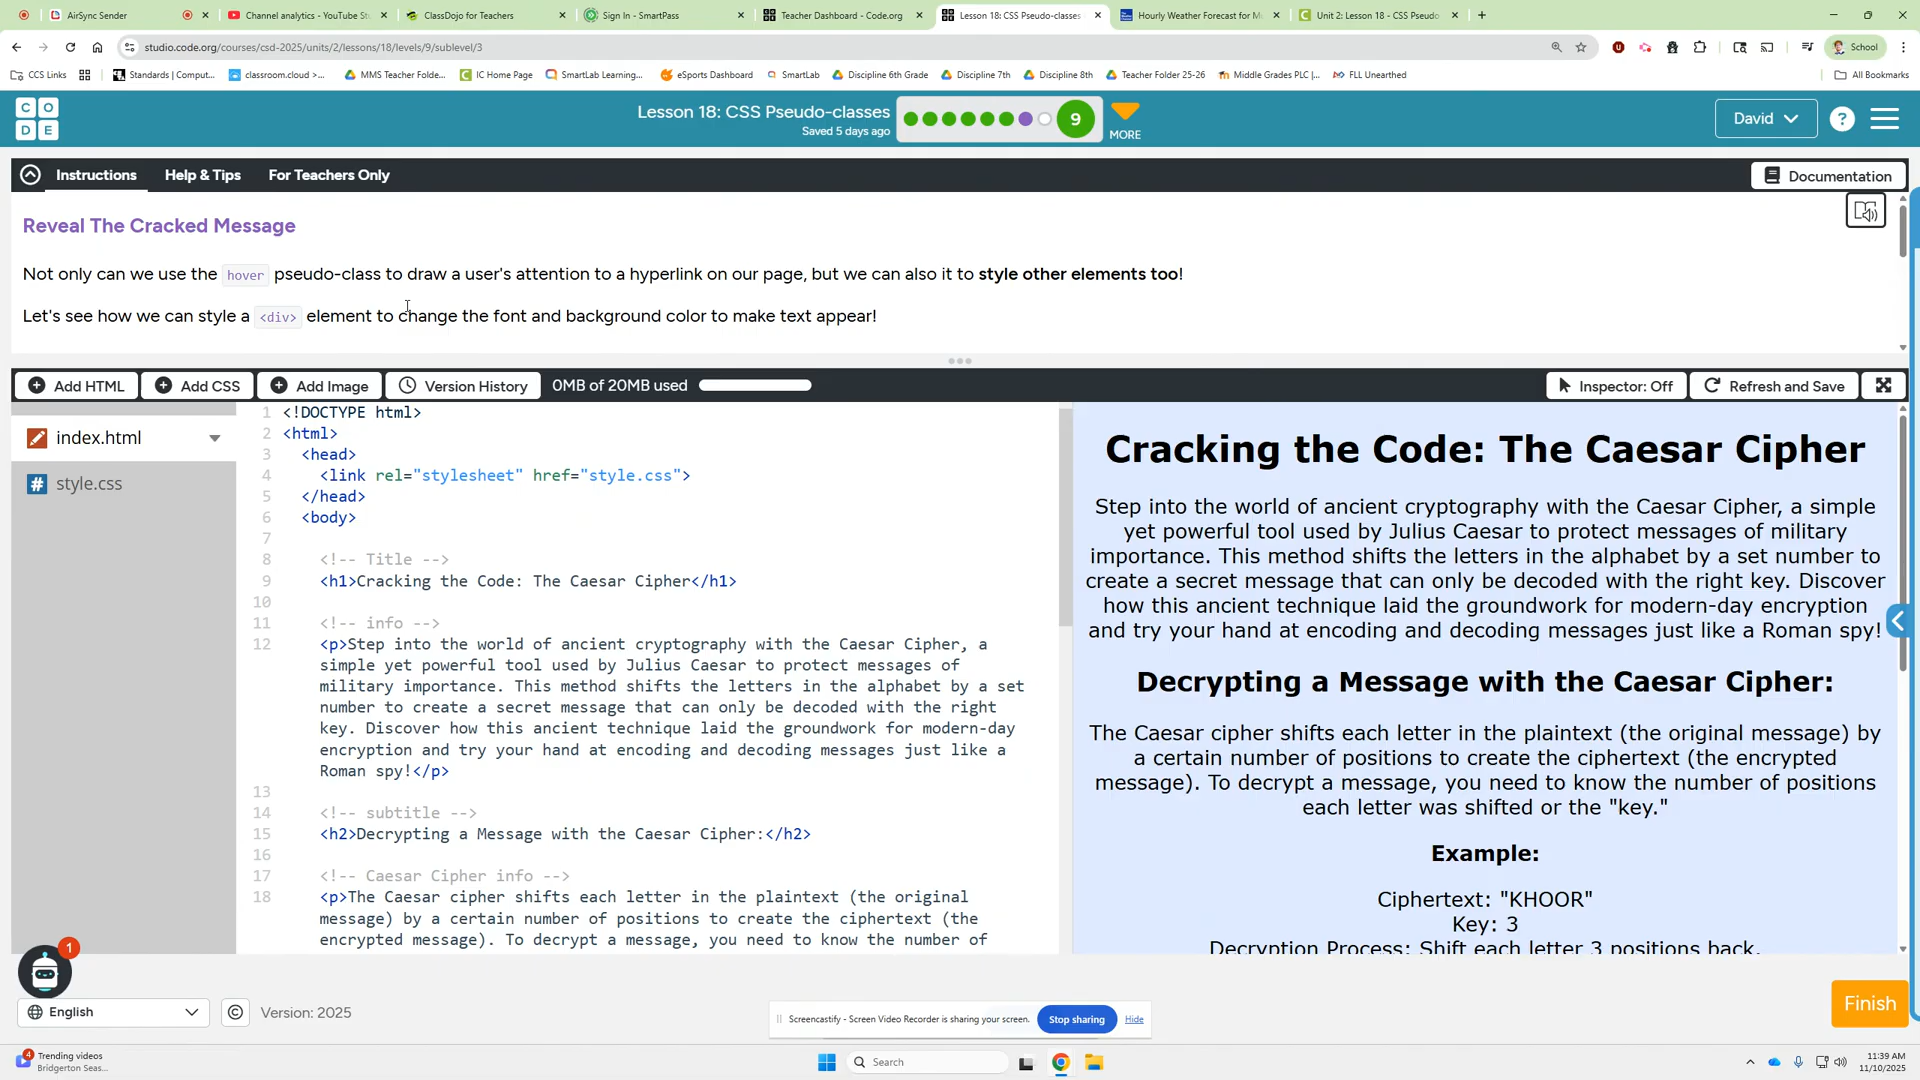 AirSync Sender
Channel analytics - YouTube St
ClassDojo for Teachers
Sign In - SmartPass
Teacher Dashboard - Code.org
Lesson 18: CSS Pseudo-classes
Hourly Weather Forecast for M
Unit 2: Lesson 18 - CSS Pseudo
studio.code.org/courses/csd-2025/units/2/lessons/18/levels/9/sublevel/3
School
CCS Links
Standards | Comput...
classroom.cloud >...
MMS Teacher Folde...
IC Home Page
SmartLab Learning...
eSports Dashboard
SmartLab
Discipline 6th Grade
Discipline 7th
Discipline 8th
Teacher Folder 25-26
Middle Grades PLC |...
FLL Unearthed
All Bookmarks
CODE
Lesson 18: CSS Pseudo-classes
Saved 5 days ago
9
MORE
David
?
Instructions
Help & Tips
For Teachers Only
Documentation
Reveal The Cracked Message
Not only can we use the hover pseudo-class to draw a user's attention to a hyperlink on our page, but we can also it to style other elements too!
Let's see how we can style a <div> element to change the font and background color to make text appear!
Add HTML
Add CSS
Add Image
Version History
0MB of 20MB used
Inspector: Off
Refresh and Save
index.html
style.css
1 <!DOCTYPE html>
2 <html>
3 <head>
4 <link rel="stylesheet" href="style.css">
5 </head>
6 <body>
7
8 <!-- Title -->
9 <h1>Cracking the Code: The Caesar Cipher</h1>
10
11 <!-- info -->
12 <p>Step into the world of ancient cryptography with the Caesar Cipher, a
simple yet powerful tool used by Julius Caesar to protect messages of
military importance. This method shifts the letters in the alphabet by a set
number to create a secret message that can only be decoded with the right
key. Discover how this ancient technique laid the groundwork for modern-day
encryption and try your hand at encoding and decoding messages just like a
Roman spy!</p>
13
14 <!-- subtitle -->
15 <h2>Decrypting a Message with the Caesar Cipher:</h2>
16
17 <!-- Caesar Cipher info -->
18 <p>The Caesar cipher shifts each letter in the plaintext (the original
message) by a certain number of positions to create the ciphertext (the
encrypted message). To decrypt a message, you need to know the number of
Cracking the Code: The Caesar Cipher
Step into the world of ancient cryptography with the Caesar Cipher, a simple
yet powerful tool used by Julius Caesar to protect messages of military
importance. This method shifts the letters in the alphabet by a set number to
create a secret message that can only be decoded with the right key. Discover
how this ancient technique laid the groundwork for modern-day encryption
and try your hand at encoding and decoding messages just like a Roman spy!
Decrypting a Message with the Caesar Cipher:
The Caesar cipher shifts each letter in the plaintext (the original message) by
a certain number of positions to create the ciphertext (the encrypted
message). To decrypt a message, you need to know the number of positions
each letter was shifted or the "key."
Example:
Ciphertext: "KHOOR"
Key: 3
Decryption Process: Shift each letter 3 positions back.
1
English
Version: 2025
Screencastify - Screen Video Recorder is sharing your screen.
Stop sharing
Hide
Finish
4
Trending videos
Bridgerton Seas...
Search
11:39 AM
11/10/2025